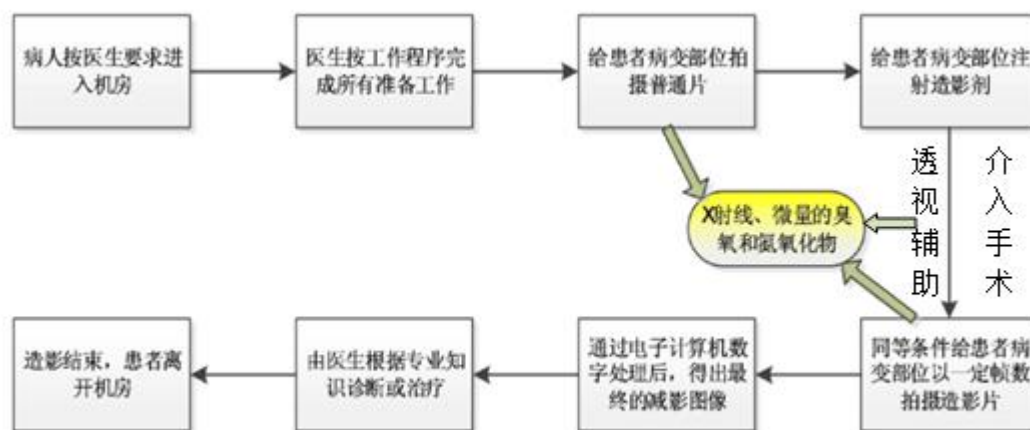 病人按医生要求进
入机房
医生按工作程序完
成所有准备工作
给患者病变部位拍
摄普通片
给患者病变部位注
射造影剂
透视辅助
介入手术
X射线、微量的臭
氧和氮氧化物
同等条件给患者病
变部位以一定帧数
拍摄造影片
通过电子计算机数
字处理后，得出最
终的减影图像
由医生根据专业知
识诊断或治疗
造影结束，患者离
开机房